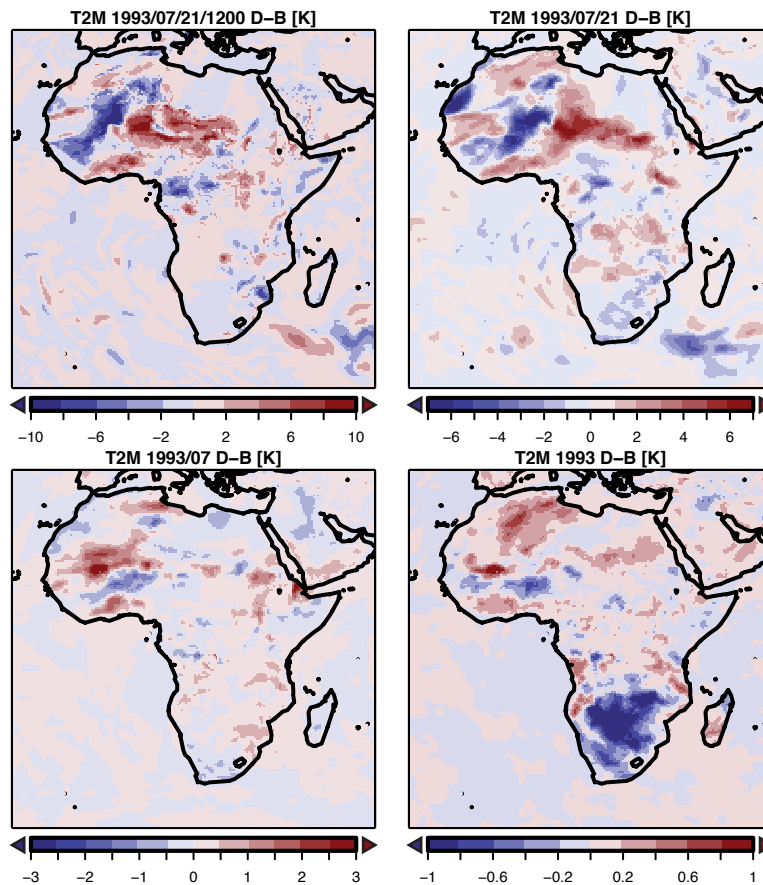 T2M 1993/07/21/1200 D−B [K]
T2M 1993/07/21 D−B [K]
−10 −6 −2 2 6 10
−6 −4 −2 0 2 4 6
T2M 1993/07 D−B [K]
T2M 1993 D−B [K]
−3 −2 −1 0 1 2 3
−1 −0.6 −0.2 0.2 0.6 1